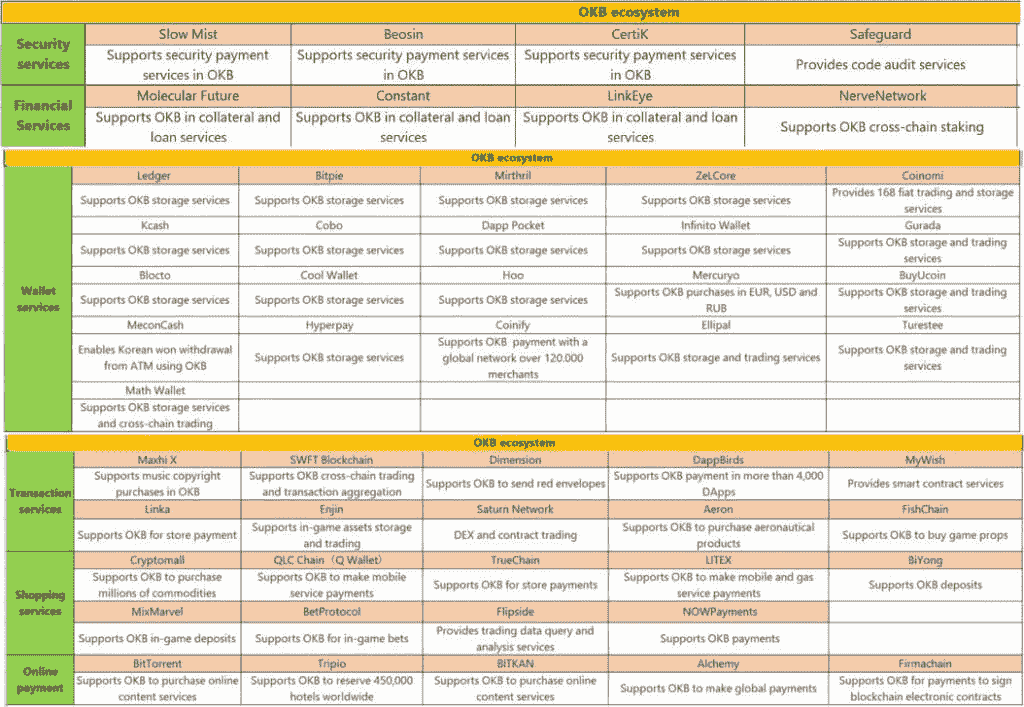 OKB ecosystem
Security
services
Slow Mist
Beosin
CertiK
Safeguard
Supports security payment
services in OKB
Supports security payment services
in OKB
Supports security payment services
in OKB
Provides code audit services
Financial
Services
Molecular Future
Constant
LinkEye
NerveNetwork
Supports OKB in collateral and
loan services
Supports OKB in collateral and loan
services
Supports OKB in collateral and loan
services
Supports OKB cross-chain staking
OKB ecosystem
Wallet
services
Ledger
Bitpie
Mirthril
ZeLCore
Coinomi
Supports OKB storage services
Supports OKB storage services
Supports OKB storage services
Supports OKB storage services
Provides 168 fiat trading and storage
services
Kcash
Cobo
Dapp Pocket
Infinito Wallet
Gurada
Supports OKB storage services
Supports OKB storage services
Supports OKB storage services
Supports OKB storage services
Supports OKB storage and trading
services
Blocto
Cool Wallet
Hoo
Mercuryo
BuyUcoin
Supports OKB storage services
Supports OKB storage services
Supports OKB storage services
Supports OKB purchases in EUR, USD and
RUB
Supports OKB storage and trading
services
MeconCash
Hyperpay
Coinify
Ellipal
Turestee
Enables Korean won withdrawal
from ATM using OKB
Supports OKB storage services
Supports OKB payment with a
global network over 120.000
merchants
Supports OKB storage and trading services
Supports OKB storage and trading
services
Math Wallet
Supports OKB storage services
and cross-chain trading
OKB ecosystem
Transaction
services
Maxhi X
SWFT Blockchain
Dimension
DappBirds
MyWish
Supports music copyright
purchases in OKB
Supports OKB cross-chain trading
and transaction aggregation
Supports OKB to send red envelopes
Supports OKB payment in more than 4,000
DApps
Provides smart contract services
Linka
Enjin
Saturn Network
Aeron
FishChain
Supports OKB for store payment
Supports in-game assets storage
and trading
DEX and contract trading
Supports OKB to purchase aeronautical
products
Supports OKB to buy game props
Shopping
services
Cryptomall
QLC Chain（Q Wallet）
TrueChain
LITEX
BiYong
Supports OKB to purchase
millions of commodities
Supports OKB to make mobile
service payments
Supports OKB for store payments
Supports OKB to make mobile and gas
service payments
Supports OKB deposits
MixMarvel
BetProtocol
Flipside
NOWPayments
Supports OKB in-game deposits
Supports OKB for in-game bets
Provides trading data query and
analysis services
Supports OKB payments
Online
payment
BitTorrent
Tripio
BITKAN
Alchemy
Firmachain
Supports OKB to purchase online
content services
Supports OKB to reserve 450,000
hotels worldwide
Supports OKB to purchase online
content services
Supports OKB to make global payments
Supports OKB for payments to sign
blockchain electronic contracts